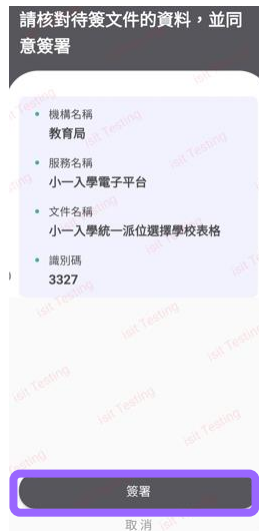 請核對待簽文件的資料，並同
意簽署
機構名稱
教育局
服務名稱
小一入學電子平台
文件名稱
小一入學統一派位選擇學校表格
識別碼
3327
簽署
取消
isit Testing